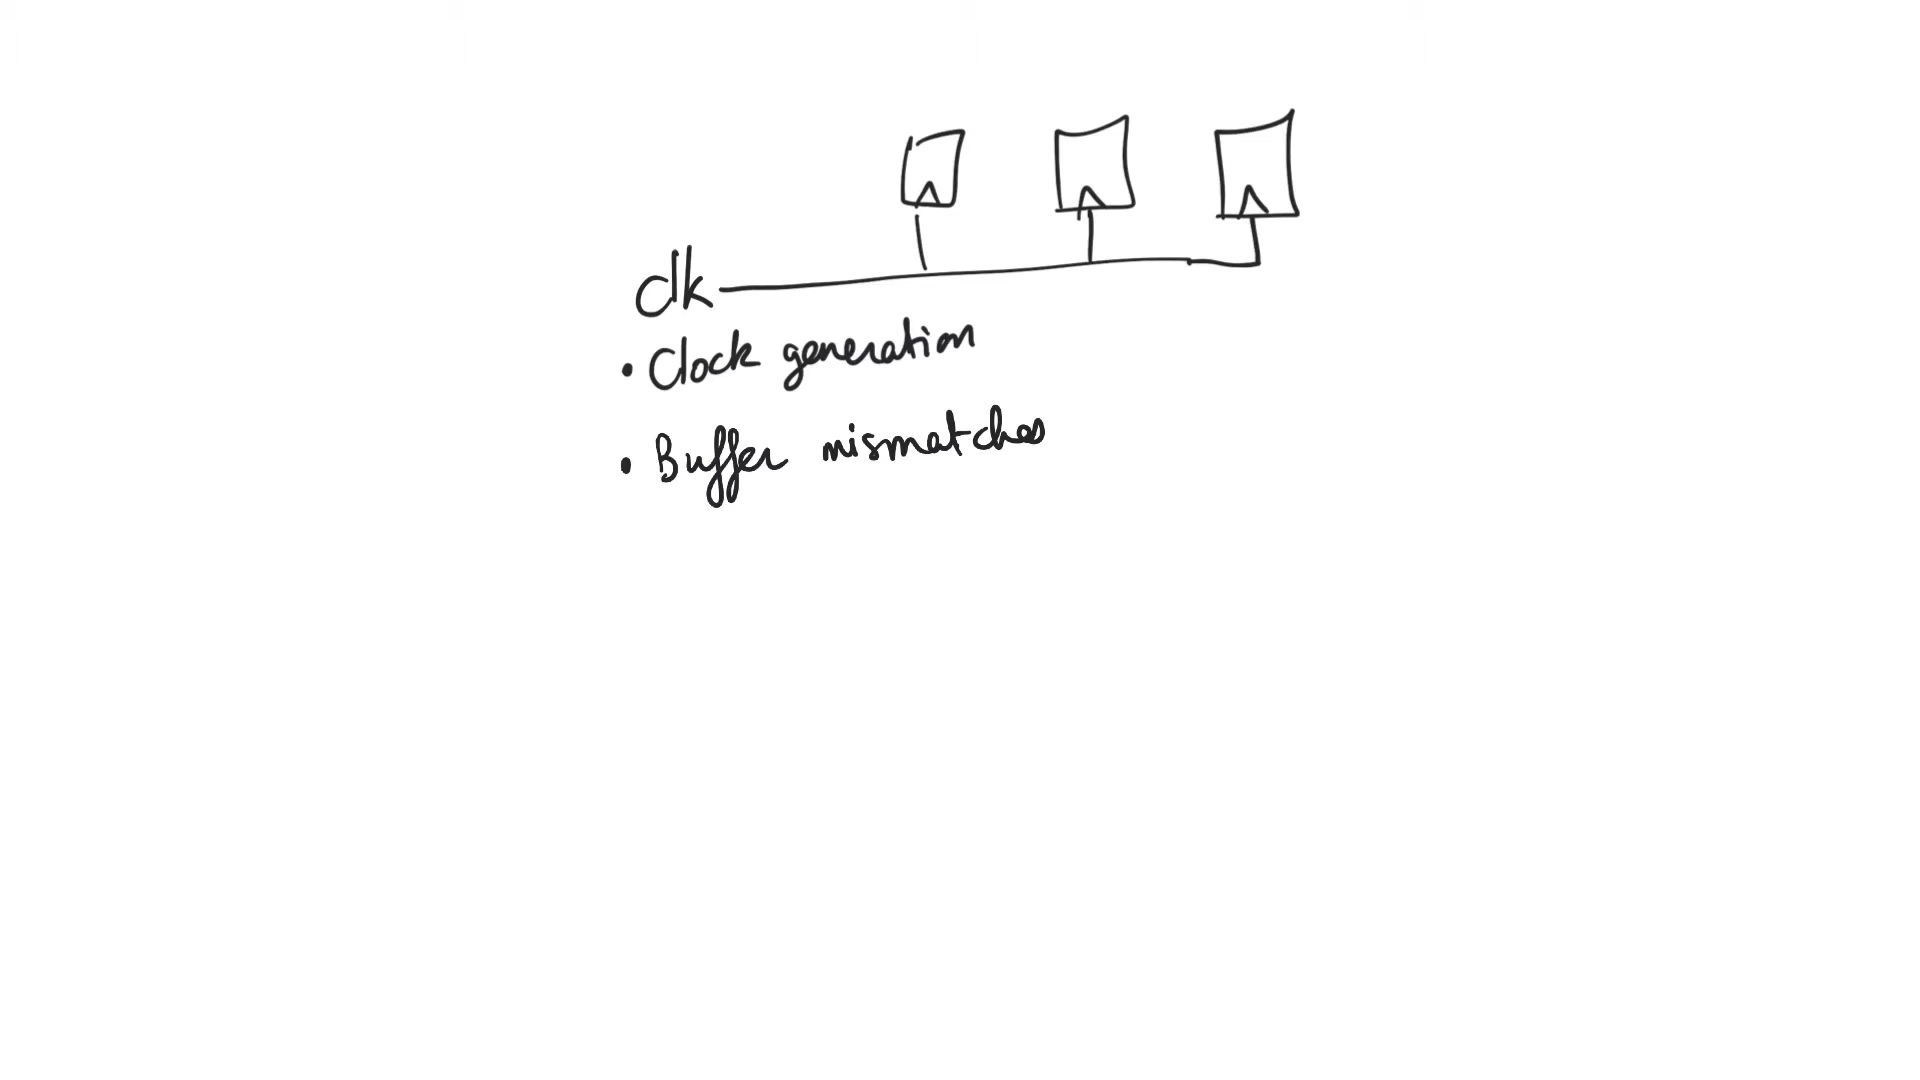 clk
• Clock generation
• Buffer mismatches